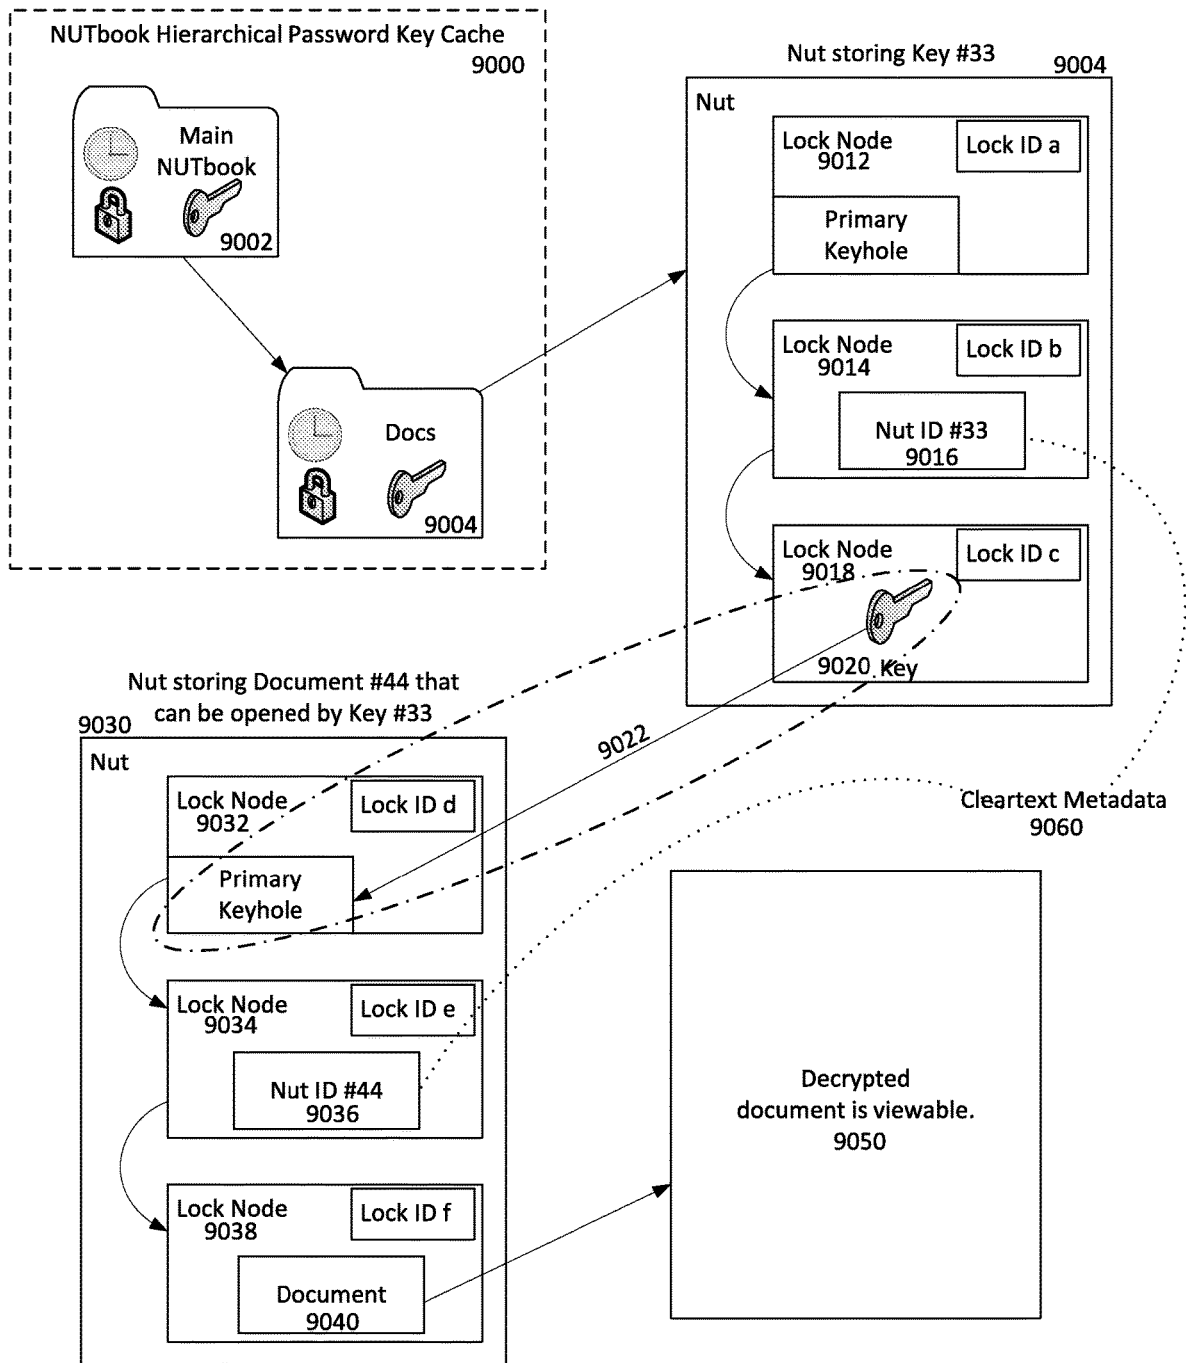 NUTbook Hierarchical Password Key Cache
9000
Main
NUTbook
9002
Docs
9004
Nut storing Key #33
9004
Nut
Lock Node
9012
Lock ID a
Primary
Keyhole
Lock Node
9014
Lock ID b
Nut ID #33
9016
Lock Node
9018
Lock ID c
9020 Key
9022
Nut storing Document #44 that
can be opened by Key #33
9030
Nut
Lock Node
9032
Lock ID d
Primary
Keyhole
Lock Node
9034
Lock ID e
Nut ID #44
9036
Lock Node
9038
Lock ID f
Document
9040
Cleartext Metadata
9060
Decrypted
document is viewable.
9050